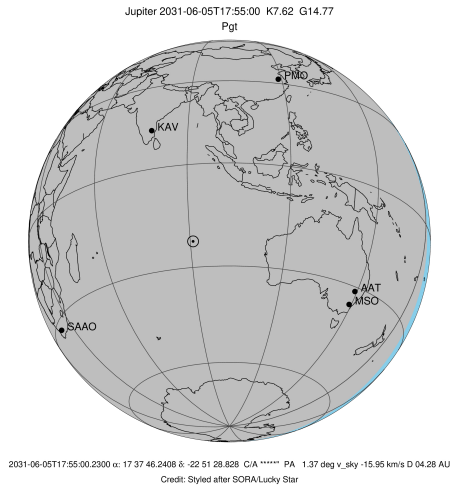 Jupiter 2031-06-05T17:55:00 K7.62 G14.77
Pgt
PMO
KAV
AAT
MSO
SAAO
2031-06-05T17:55:00.2300 α: 17 37 46.2408 δ: -22 51 28.828 C/A *****" PA 1.37 deg v_sky -15.95 km/s D 04.28 AU
Credit: Styled after SORA/Lucky Star